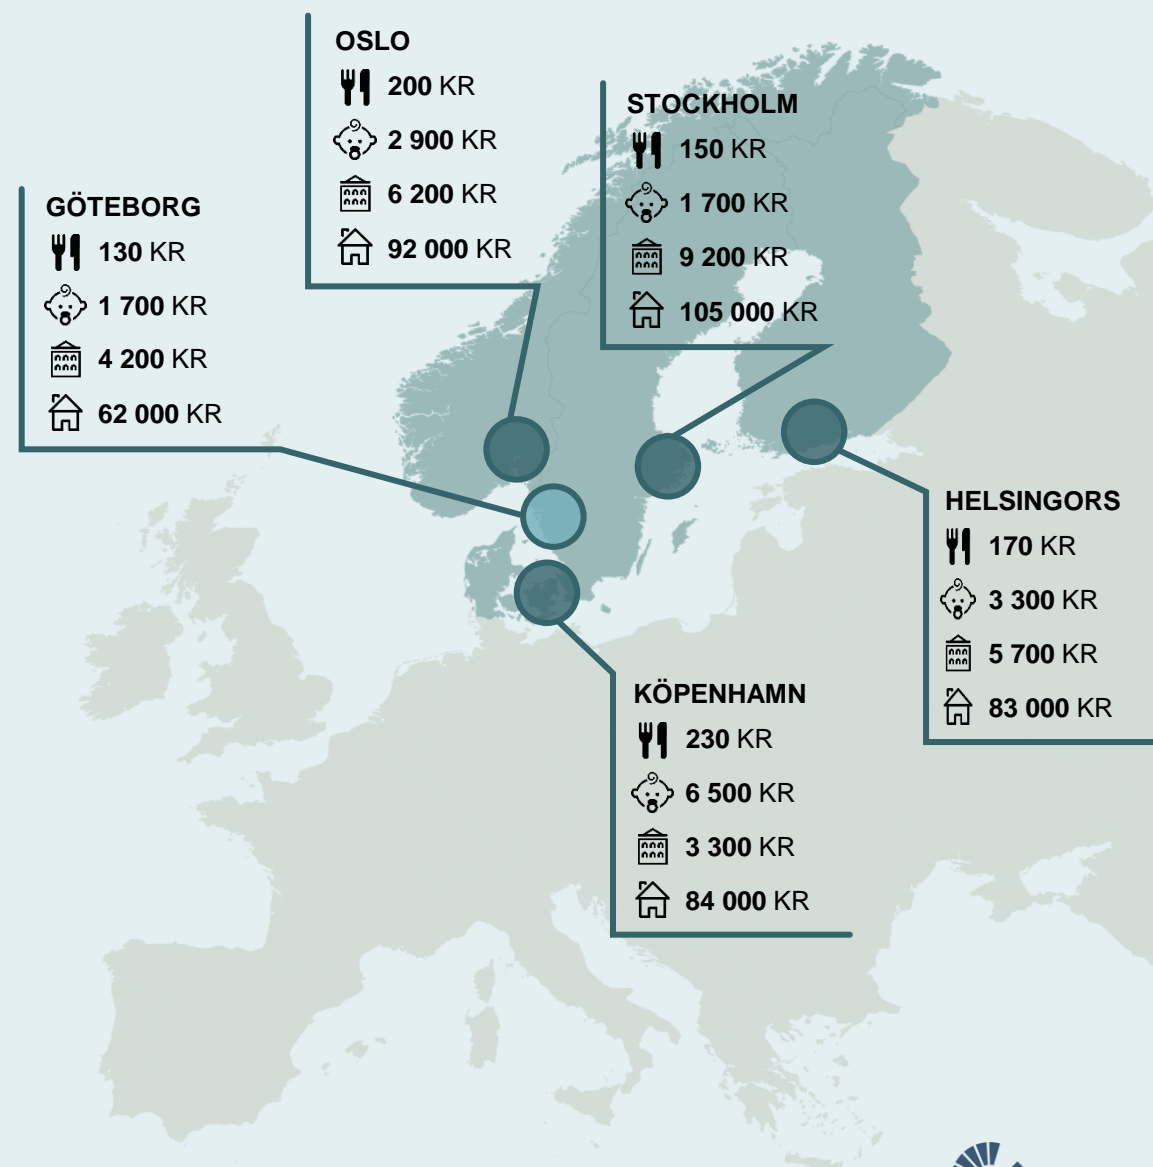 OSLO
200 KR
2 900 KR
6 200 KR
92 000 KR
STOCKHOLM
150 KR
1 700 KR
9 200 KR
105 000 KR
GÖTEBORG
130 KR
1 700 KR
4 200 KR
62 000 KR
HELSINGORS
170 KR
3 300 KR
5 700 KR
83 000 KR
KÖPENHAMN
230 KR
6 500 KR
3 300 KR
84 000 KR